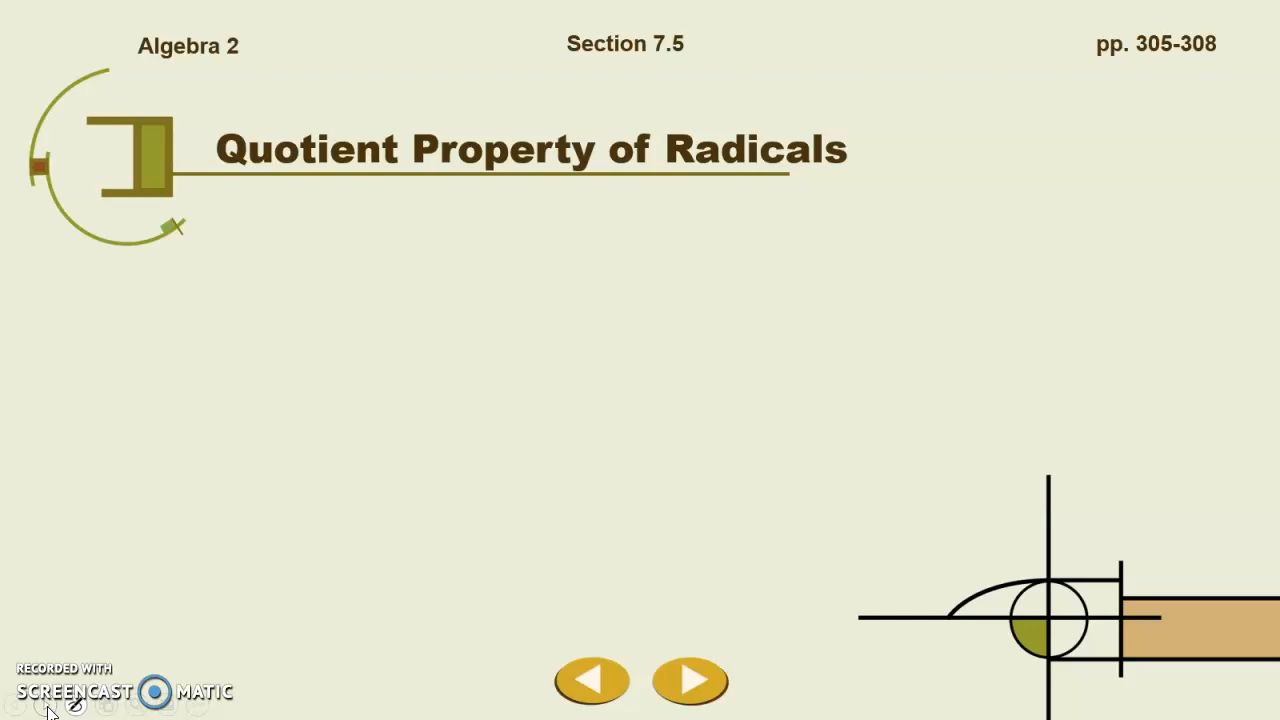 Algebra 2
Section 7.5
pp. 305-308
Quotient Property of Radicals
RECORDED WITH
SCREENCAST MATIC